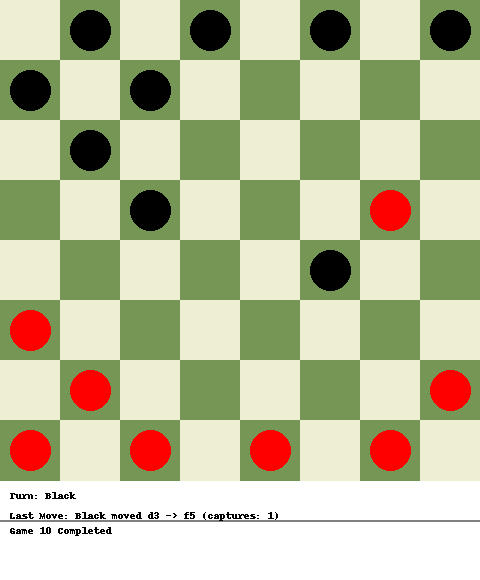 Turn: Black
Last Move: Black moved d3 -> f5 (captures: 1)
Game 10 Completed